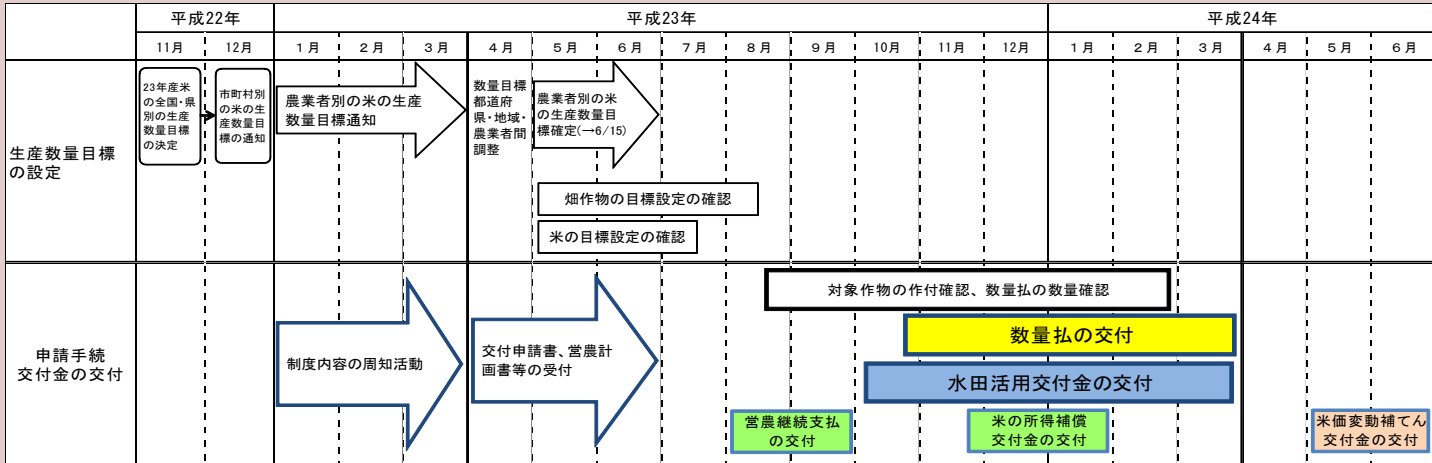 平成22年
平成23年
平成24年
11月
12月
1月
2月
3月
4月
5月
6月
7月
8月
9月
10月
11月
12月
1月
2月
3月
4月
5月
6月
生産数量目標
の設定
23年産米
の全国・県
別の生産
数量目標
の決定
市町村別
の米の生
産数量目
標の通知
農業者別の米の生産
数量目標通知
数量目標
都道府
県・地域・
農業者間
調整
農業者別の米
の生産数量目
標確定(→6/15)
畑作物の目標設定の確認
米の目標設定の確認
申請手続
交付金の交付
制度内容の周知活動
交付申請書、営農計
画書等の受付
対象作物の作付確認、数量払の数量確認
数量払の交付
水田活用交付金の交付
営農継続支払
の交付
米の所得補償
交付金の交付
米価変動補てん
交付金の交付